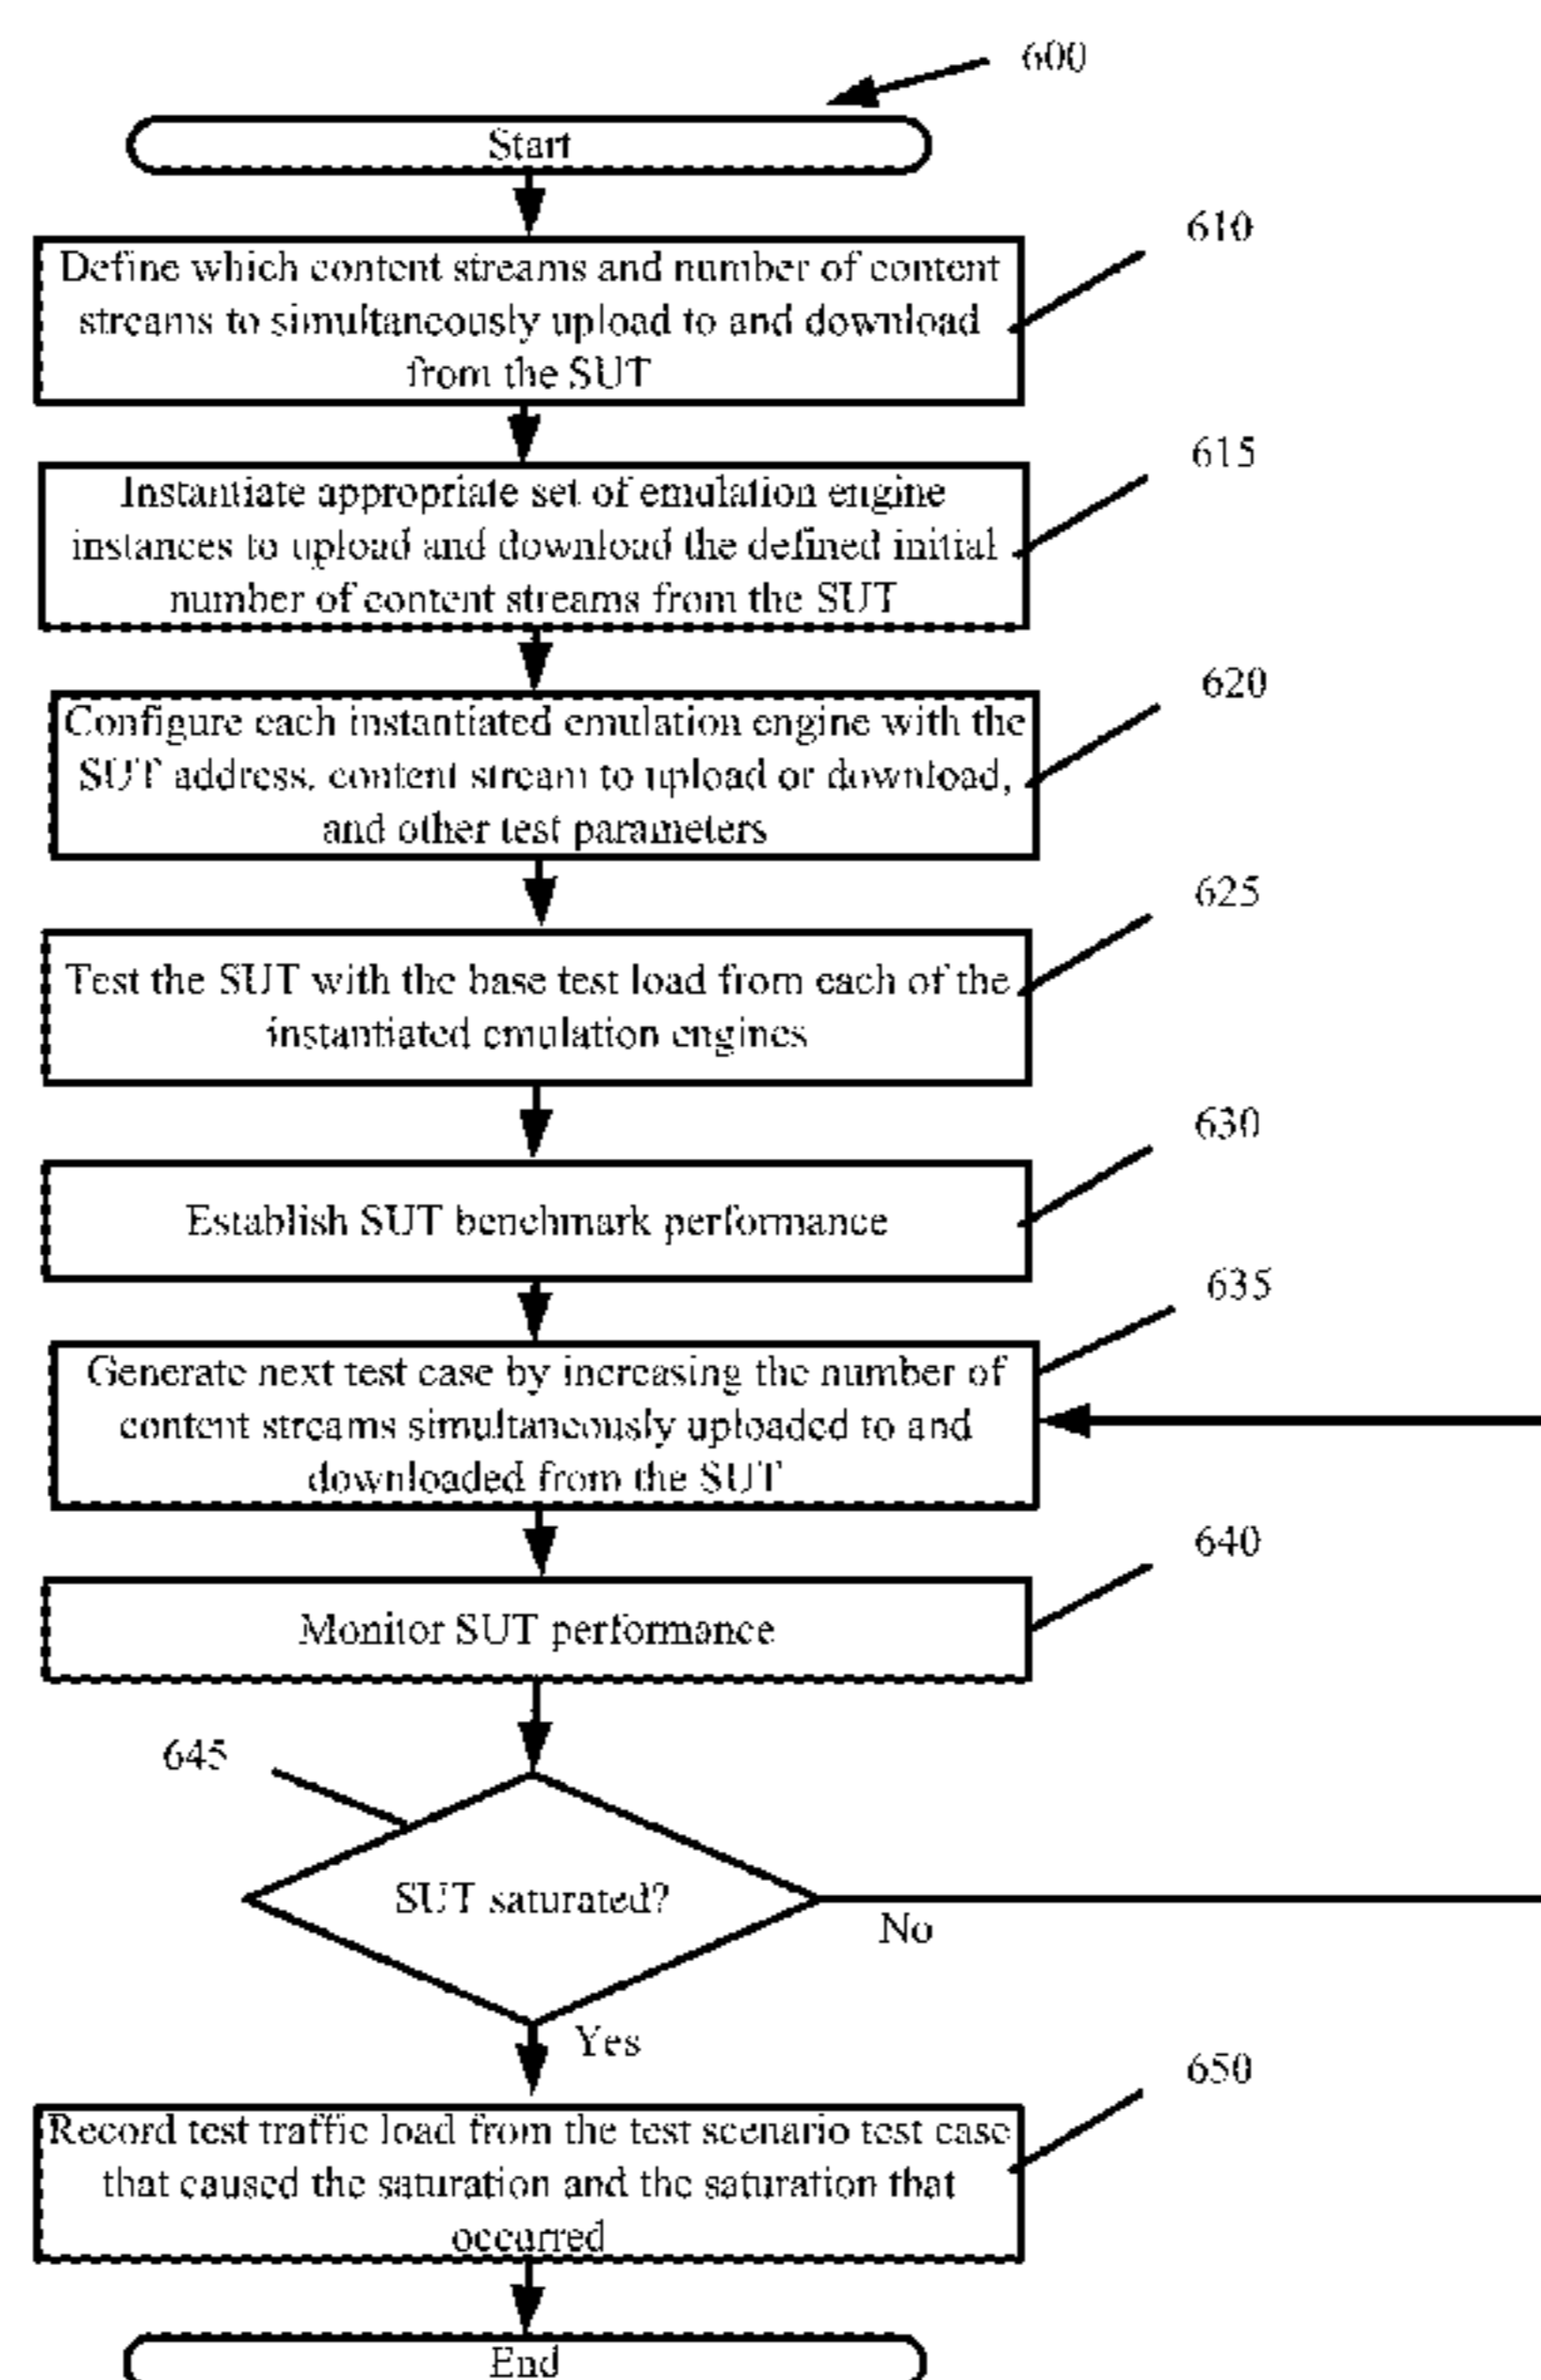 600
Start
610
Define which content streams and number of content
streams to simultaneously upload to and download
from the SUT
615
Instantiate appropriate set of emulation engine
instances to upload and download the defined initial
number of content streams from the SUT
620
Configure each instantiated emulation engine with the
SUT address, content stream to upload or download,
and other test parameters
625
Test the SUT with the base test load from each of the
instantiated emulation engines
630
Establish SUT benchmark performance
635
Generate next test case by increasing the number of
content streams simultaneously uploaded to and
downloaded from the SUT
640
Monitor SUT performance
645
SUT saturated?
No
Yes
650
Record test traffic load from the test scenario test case
that caused the saturation and the saturation that
occurred
End